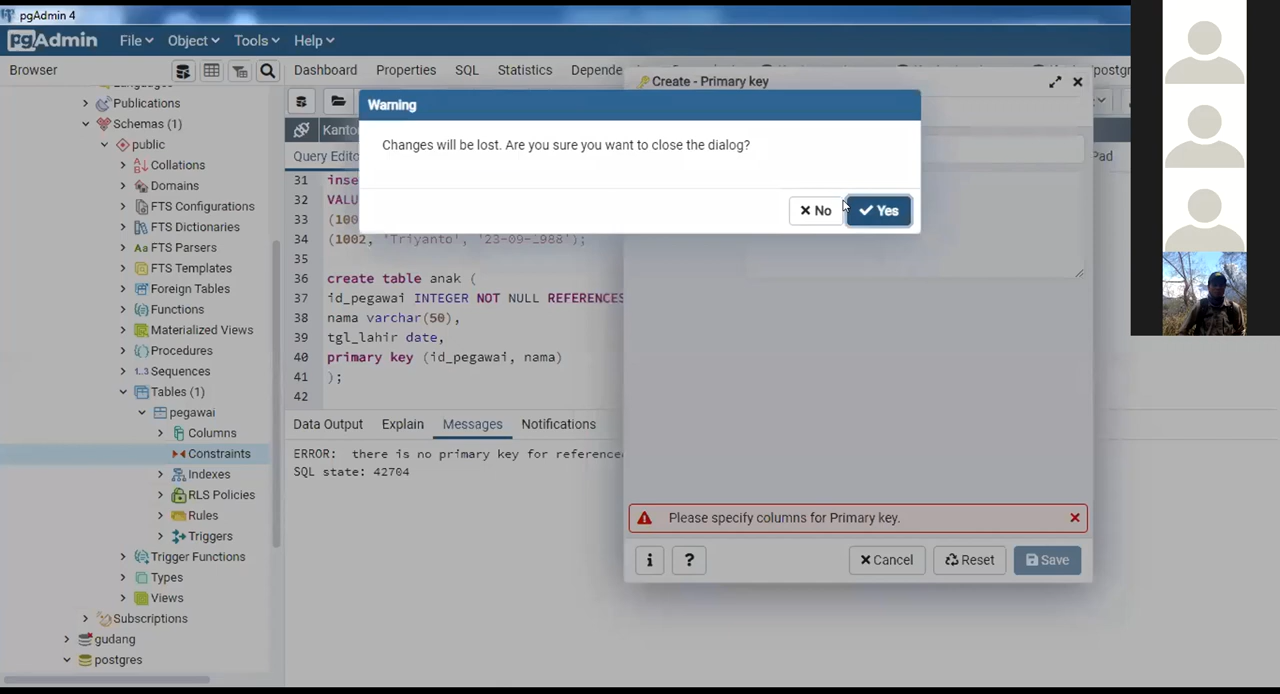 pgAdmin 4
pgAdmin File Object Tools Help
Browser Dashboard Properties SQL Statistics Depende
Create - Primary key
Warning
Changes will be lost. Are you sure you want to close the dialog?
No Yes
Languages
Publications
Schemas (1)
public
Collations
Domains
FTS Configurations
FTS Dictionaries
FTS Parsers
FTS Templates
Foreign Tables
Functions
Materialized Views
Procedures
Sequences
Tables (1)
pegawai
Columns
Constraints
Indexes
RLS Policies
Rules
Triggers
Trigger Functions
Types
Views
Subscriptions
gudang
postgres
Kanto
Query Edito
31 inse
32 VALU
33 (100
34 (1002, 'Triyanto', '23-09-1988');
35
36 create table anak (
37 id_pegawai INTEGER NOT NULL REFERENCES
38 nama varchar(50),
39 tgl_lahir date,
40 primary key (id_pegawai, nama)
41 );
42
Data Output Explain Messages Notifications
ERROR: there is no primary key for reference
SQL state: 42704
Please specify columns for Primary key.
i ? Cancel Reset Save